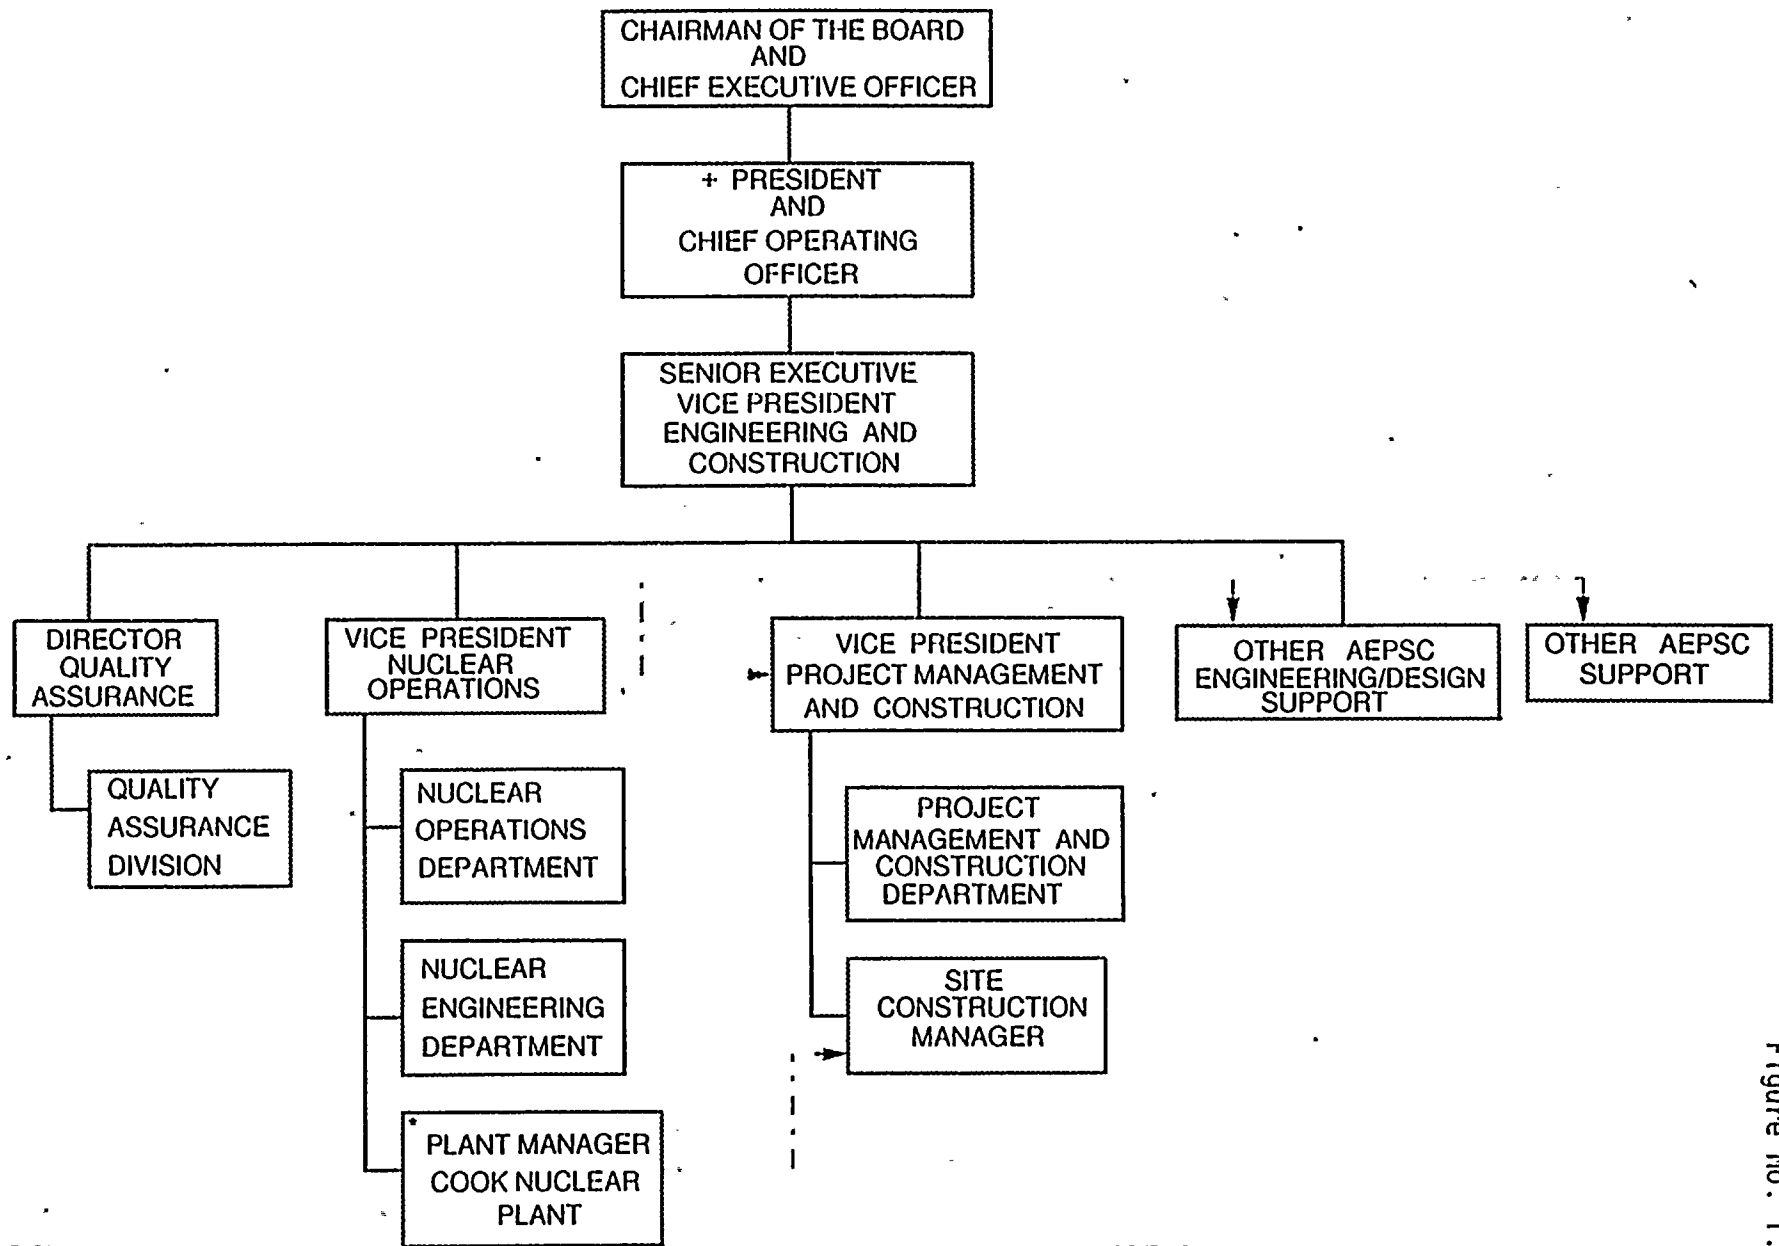 CHAIRMAN OF THE BOARD
AND
CHIEF EXECUTIVE OFFICER
+ PRESIDENT
AND
CHIEF OPERATING
OFFICER
SENIOR EXECUTIVE
VICE PRESIDENT
ENGINEERING AND
CONSTRUCTION
DIRECTOR
QUALITY
ASSURANCE
VICE PRESIDENT
NUCLEAR
OPERATIONS
VICE PRESIDENT
PROJECT MANAGEMENT
AND CONSTRUCTION
OTHER AEPSC
ENGINEERING/DESIGN
SUPPORT
OTHER AEPSC
SUPPORT
QUALITY
ASSURANCE
DIVISION
NUCLEAR
OPERATIONS
DEPARTMENT
PROJECT
MANAGEMENT AND
CONSTRUCTION
DEPARTMENT
NUCLEAR
ENGINEERING
DEPARTMENT
SITE
CONSTRUCTION
MANAGER
* PLANT MANAGER
COOK NUCLEAR
PLANT
Figure no. 1.